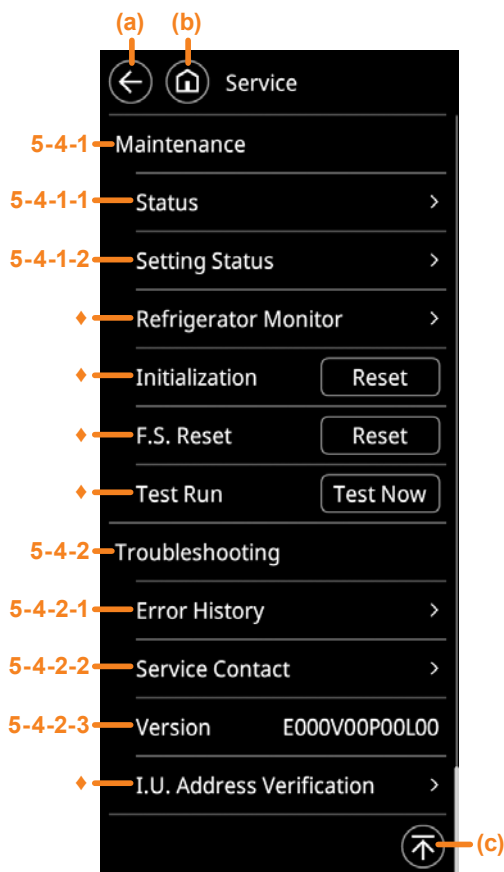 (a) (b)
Service
5-4-1 Maintenance
5-4-1-1 Status >
5-4-1-2 Setting Status >
♦ Refrigerator Monitor >
♦ Initialization Reset
♦ F.S. Reset Reset
♦ Test Run Test Now
5-4-2 Troubleshooting
5-4-2-1 Error History >
5-4-2-2 Service Contact >
5-4-2-3 Version E000V00P00L00
♦ I.U. Address Verification >
(c)